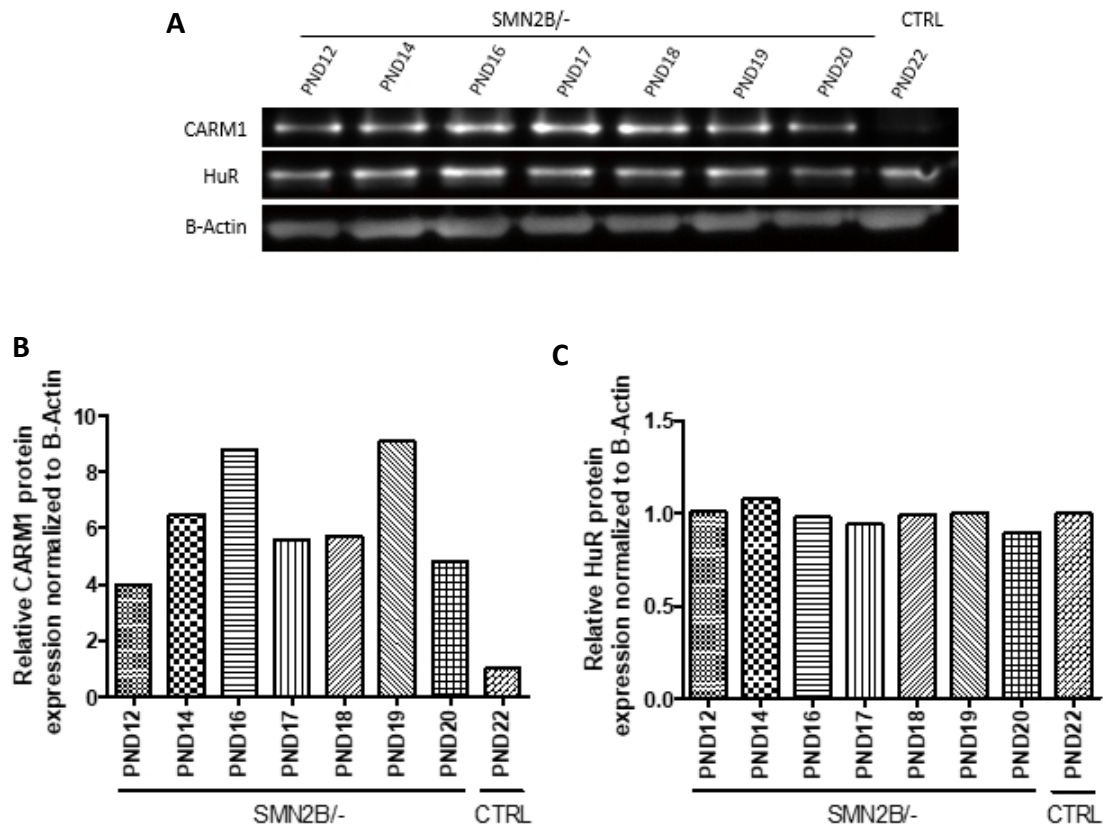 A
SMN2B/- CTRL
PND12 PND14 PND16 PND17 PND18 PND19 PND20 PND22
CARM1
HuR
B-Actin
B
Relative CARM1 protein
expression normalized to B-Actin
10
8
6
4
2
0
PND12 PND14 PND16 PND17 PND18 PND19 PND20 PND22
SMN2B/- CTRL
C
Relative HuR protein
expression normalized to B-Actin
1.5
1.0
0.5
0.0
PND12 PND14 PND16 PND17 PND18 PND19 PND20 PND22
SMN2B/- CTRL